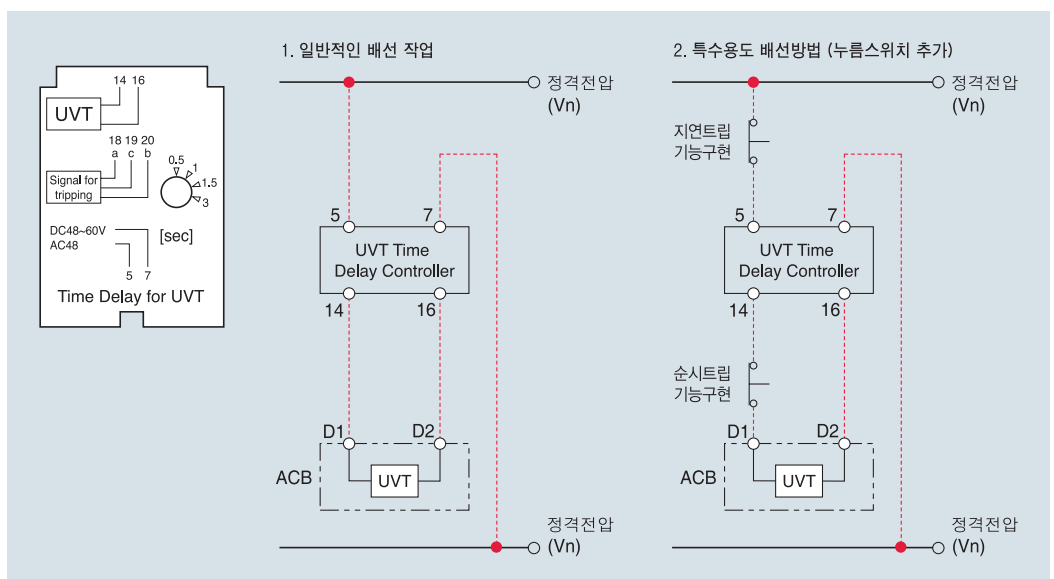 14 16
UVT
18 19 20
a c b
Signal for
tripping
0.5
1
1.5
3
[sec]
DC48~60V
AC48
5 7
Time Delay for UVT
1. 일반적인 배선 작업
정격전압
(Vn)
5 7
UVT Time
Delay Controller
14 16
D1 D2
ACB
UVT
정격전압
(Vn)
2. 특수용도 배선방법 (누름스위치 추가)
정격전압
(Vn)
지연트립
기능구현
5 7
UVT Time
Delay Controller
14 16
순시트립
기능구현
D1 D2
ACB
UVT
정격전압
(Vn)